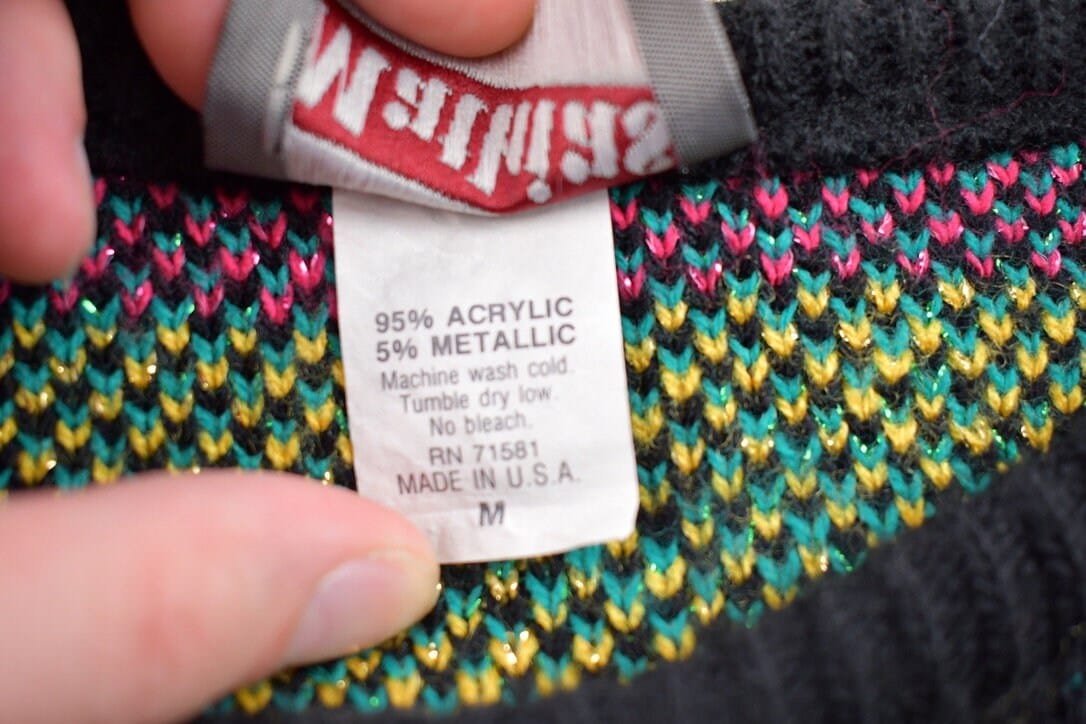 95% ACRYLIC
5% METALLIC
Machine wash cold.
Tumble dry low.
No bleach.
RN 71581
MADE IN U.S.A.
M